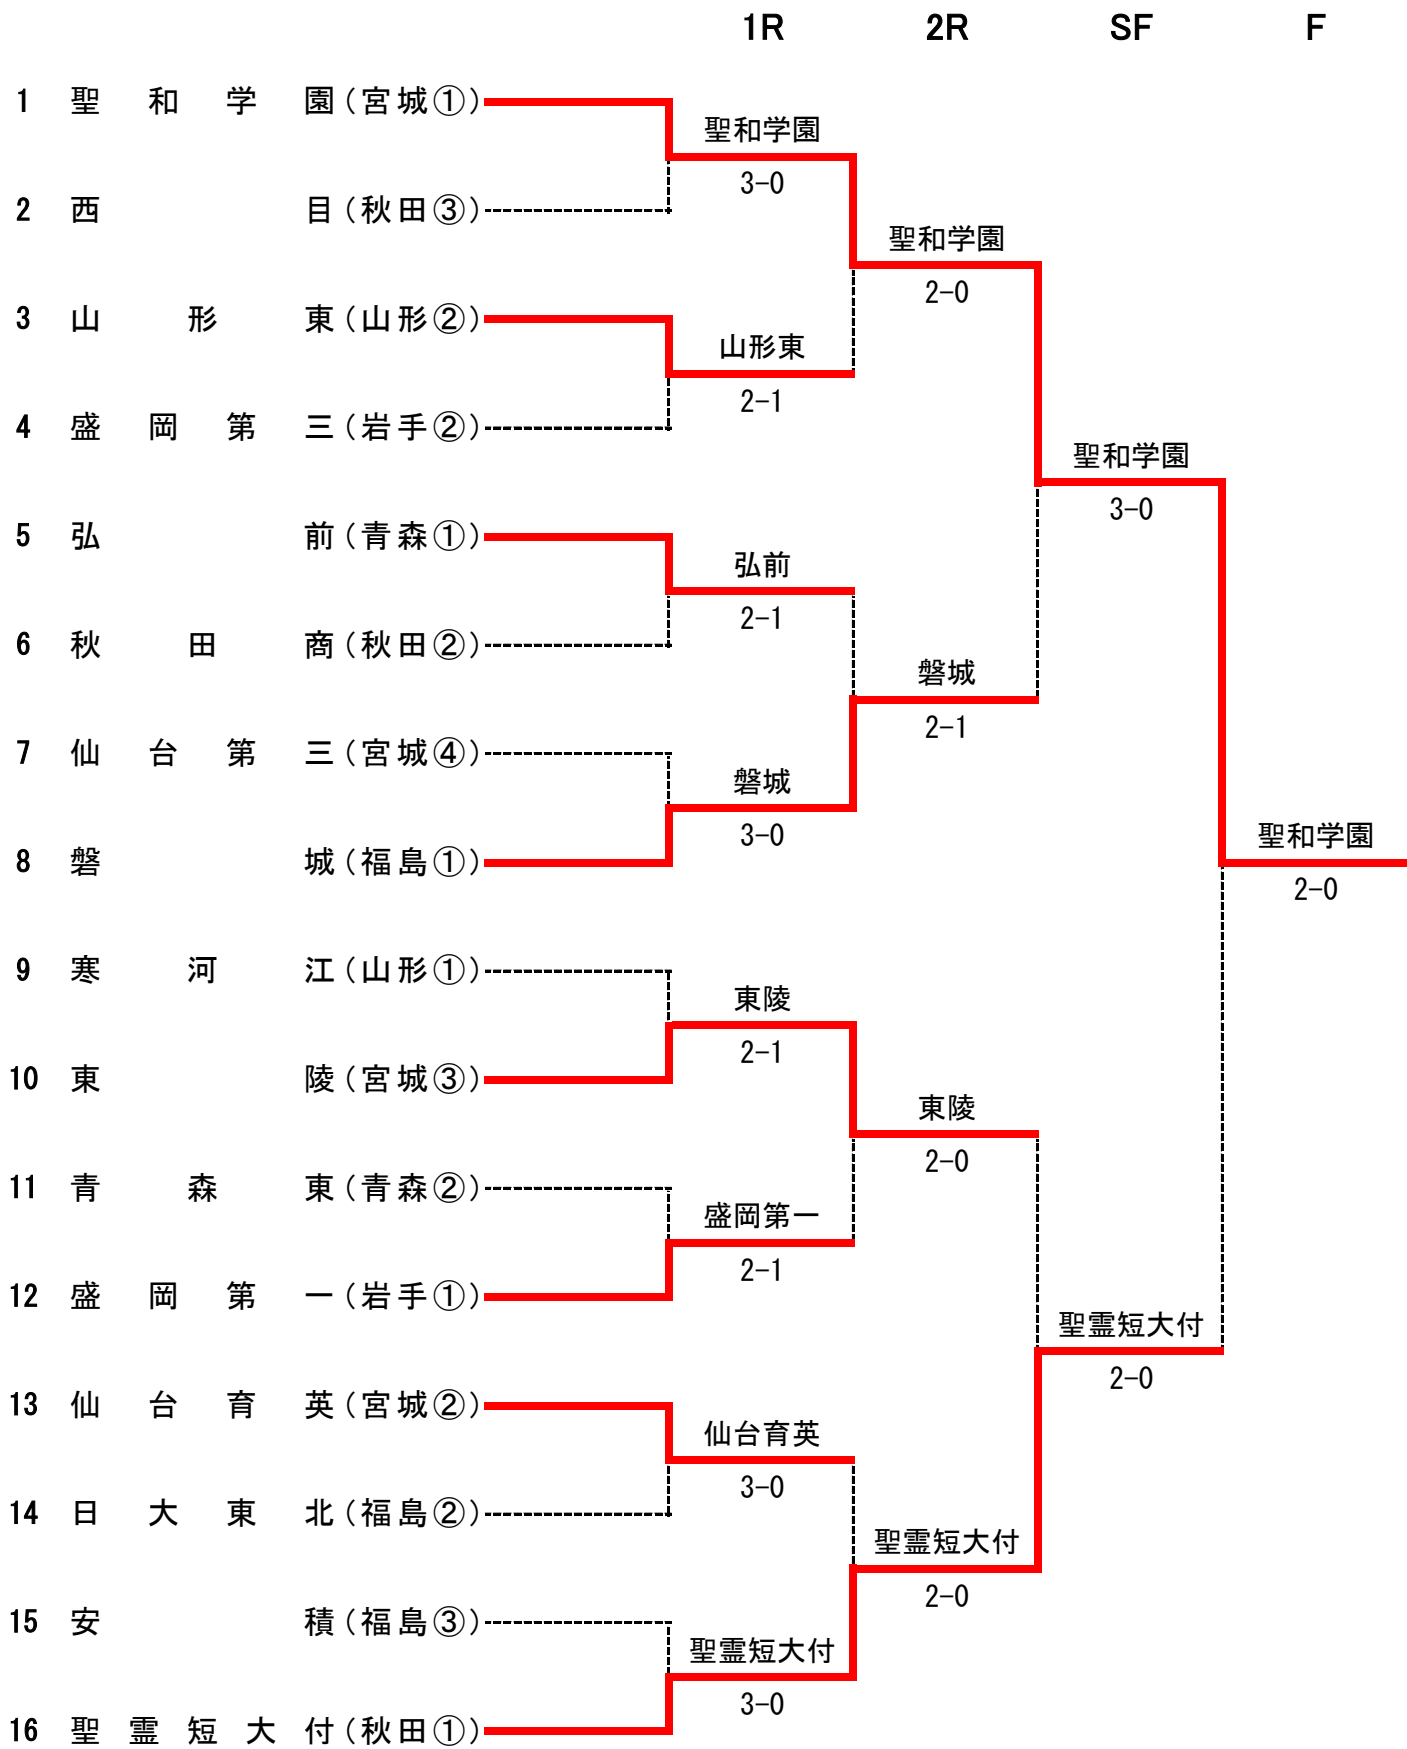 1R 2R SF F
1 聖和学園(宮城①)
聖和学園
3-0
2 西目(秋田③)
聖和学園
2-0
3 山形東(山形②)
山形東
2-1
4 盛岡第三(岩手②)
聖和学園
3-0
5 弘前(青森①)
弘前
2-1
6 秋田商(秋田②)
磐城
2-1
7 仙台第三(宮城④)
磐城
3-0
8 磐城(福島①)
聖和学園
2-0
9 寒河江(山形①)
東陵
2-1
10 東陵(宮城③)
東陵
2-0
11 青森東(青森②)
盛岡第一
2-1
12 盛岡第一(岩手①)
聖霊短大付
2-0
13 仙台育英(宮城②)
仙台育英
3-0
14 日大東北(福島②)
聖霊短大付
2-0
15 安積(福島③)
聖霊短大付
3-0
16 聖霊短大付(秋田①)